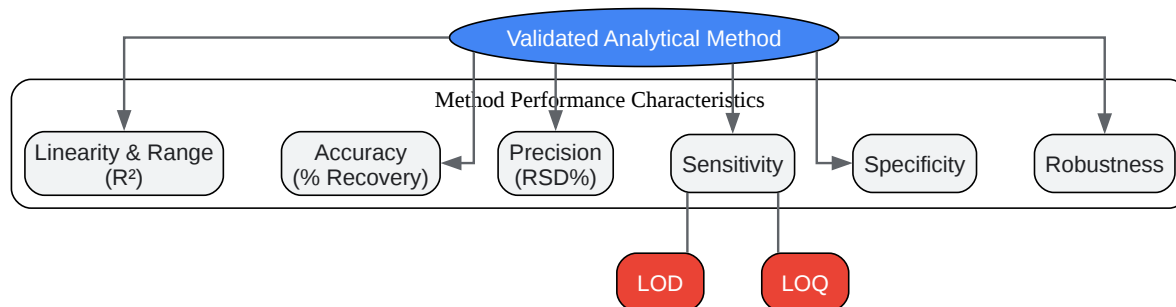 Validated Analytical Method
Method Performance Characteristics
Linearity & Range
(R²)
Accuracy
(% Recovery)
Precision
(RSD%)
Sensitivity
Specificity
Robustness
LOD
LOQ